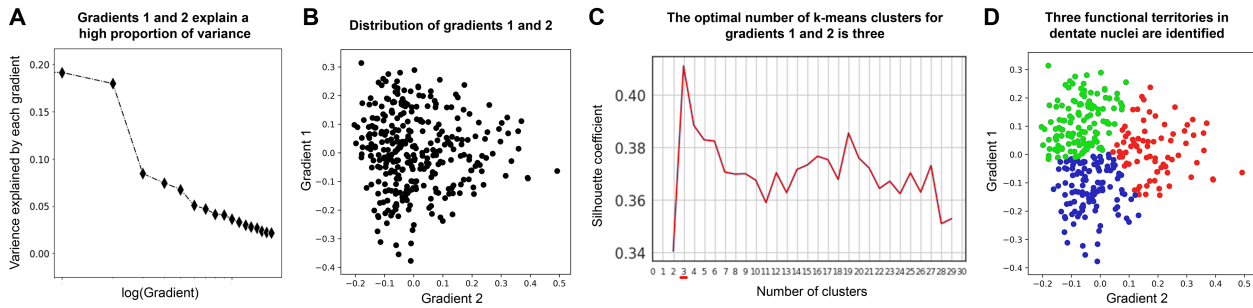 A
Gradients 1 and 2 explain a
high proportion of variance
Varience explained by each gradient
0.20
0.15
0.10
0.05
0.00
log(Gradient)
B
Distribution of gradients 1 and 2
Gradient 1
0.3
0.2
0.1
0.0
−0.1
−0.2
−0.3
−0.4
−0.2 −0.1 0.0 0.1 0.2 0.3 0.4 0.5
Gradient 2
C
The optimal number of k-means clusters for
gradients 1 and 2 is three
Silhouette coefficient
0.40
0.38
0.36
0.34
0 1 2 3 4 5 6 7 8 9 10 11 12 13 14 15 16 17 18 19 20 21 22 23 24 25 26 27 28 29 30
Number of clusters
D
Three functional territories in
dentate nuclei are identified
Gradient 1
0.3
0.2
0.1
0.0
−0.1
−0.2
−0.3
−0.4
−0.2 −0.1 0.0 0.1 0.2 0.3 0.4 0.5
Gradient 2